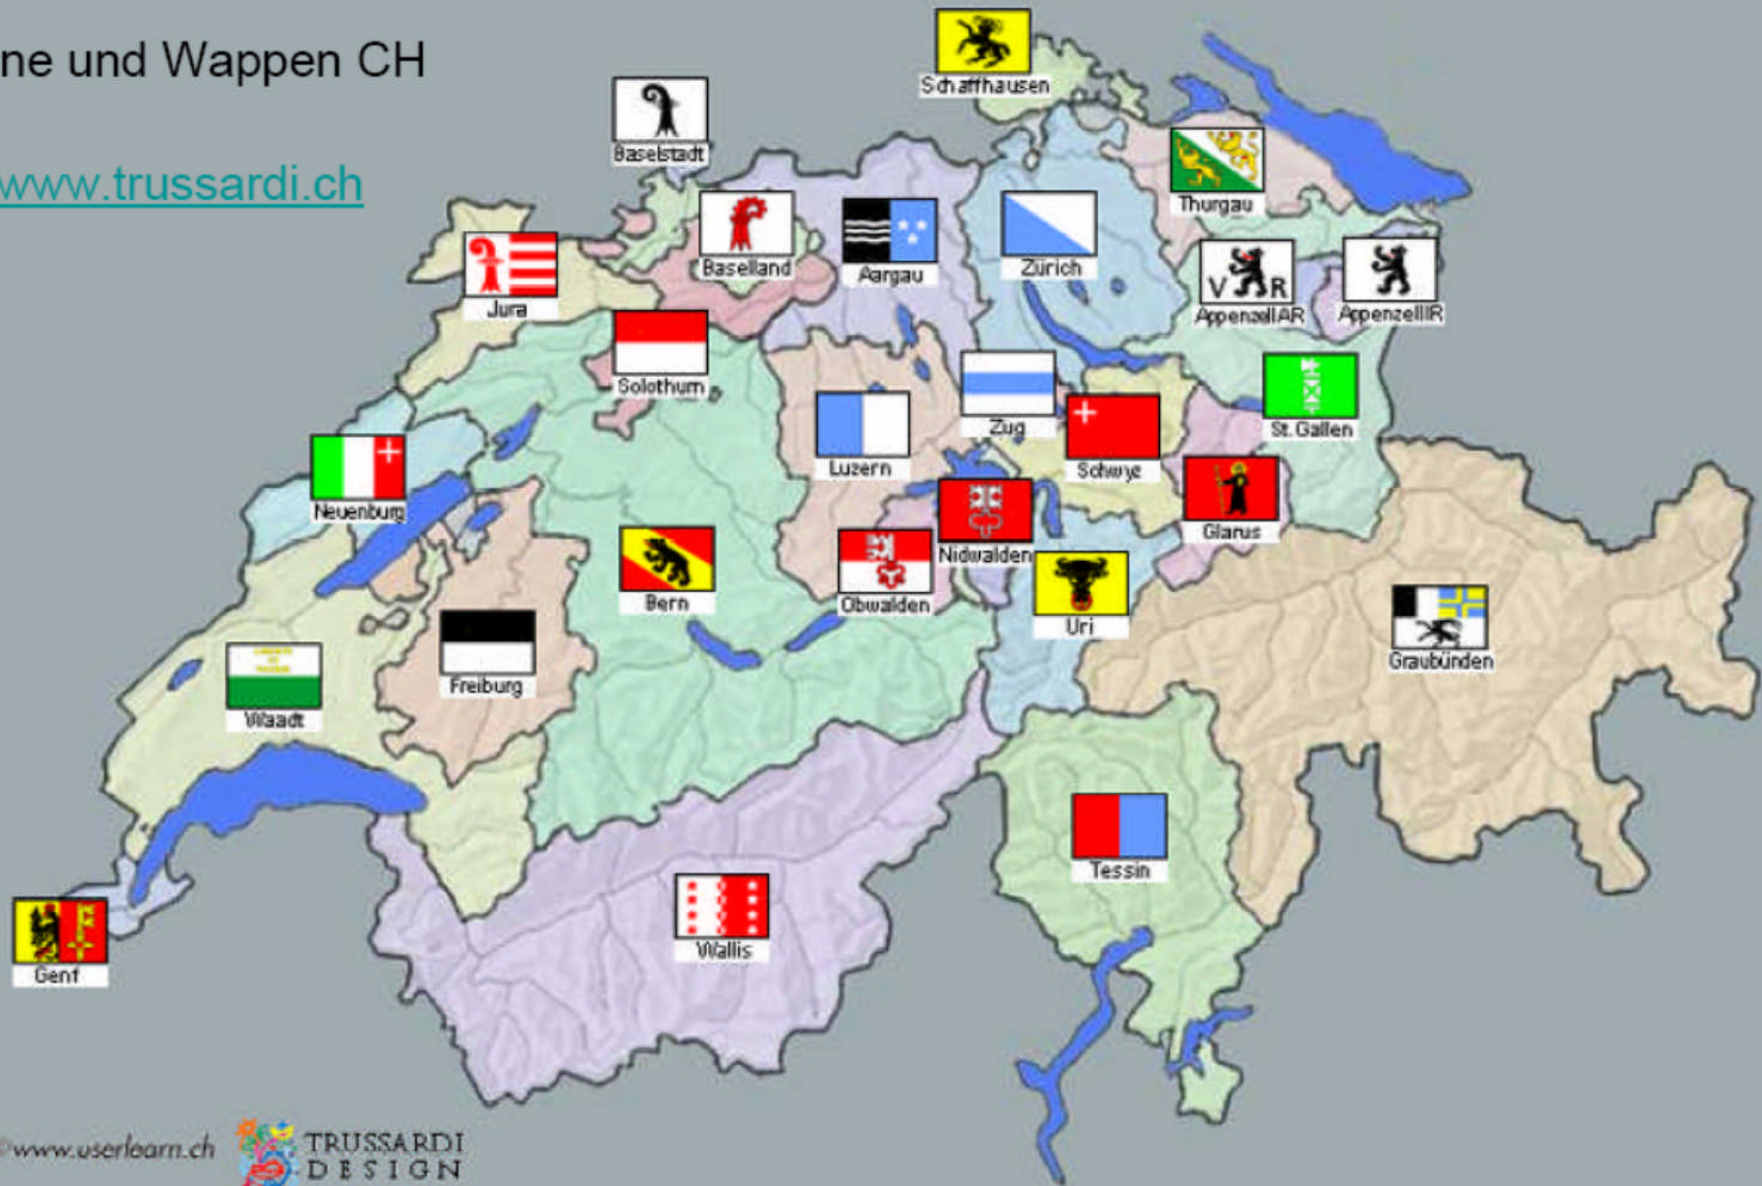 ne und Wappen CH
www.trussardi.ch
Schaffhausen
Baselstadt
Thurgau
Baselland
Aargau
Zürich
Jura
AppenzellAR
AppenzellIR
V R
Solothurn
Zug
St. Gallen
Luzern
Schwyz
Neuenburg
Glarus
Nidwalden
Bern
Obwalden
Uri
Graubünden
Freiburg
Waadt
Tessin
Wallis
Genf
©www.userlearn.ch
TRUSSARDI
DESIGN